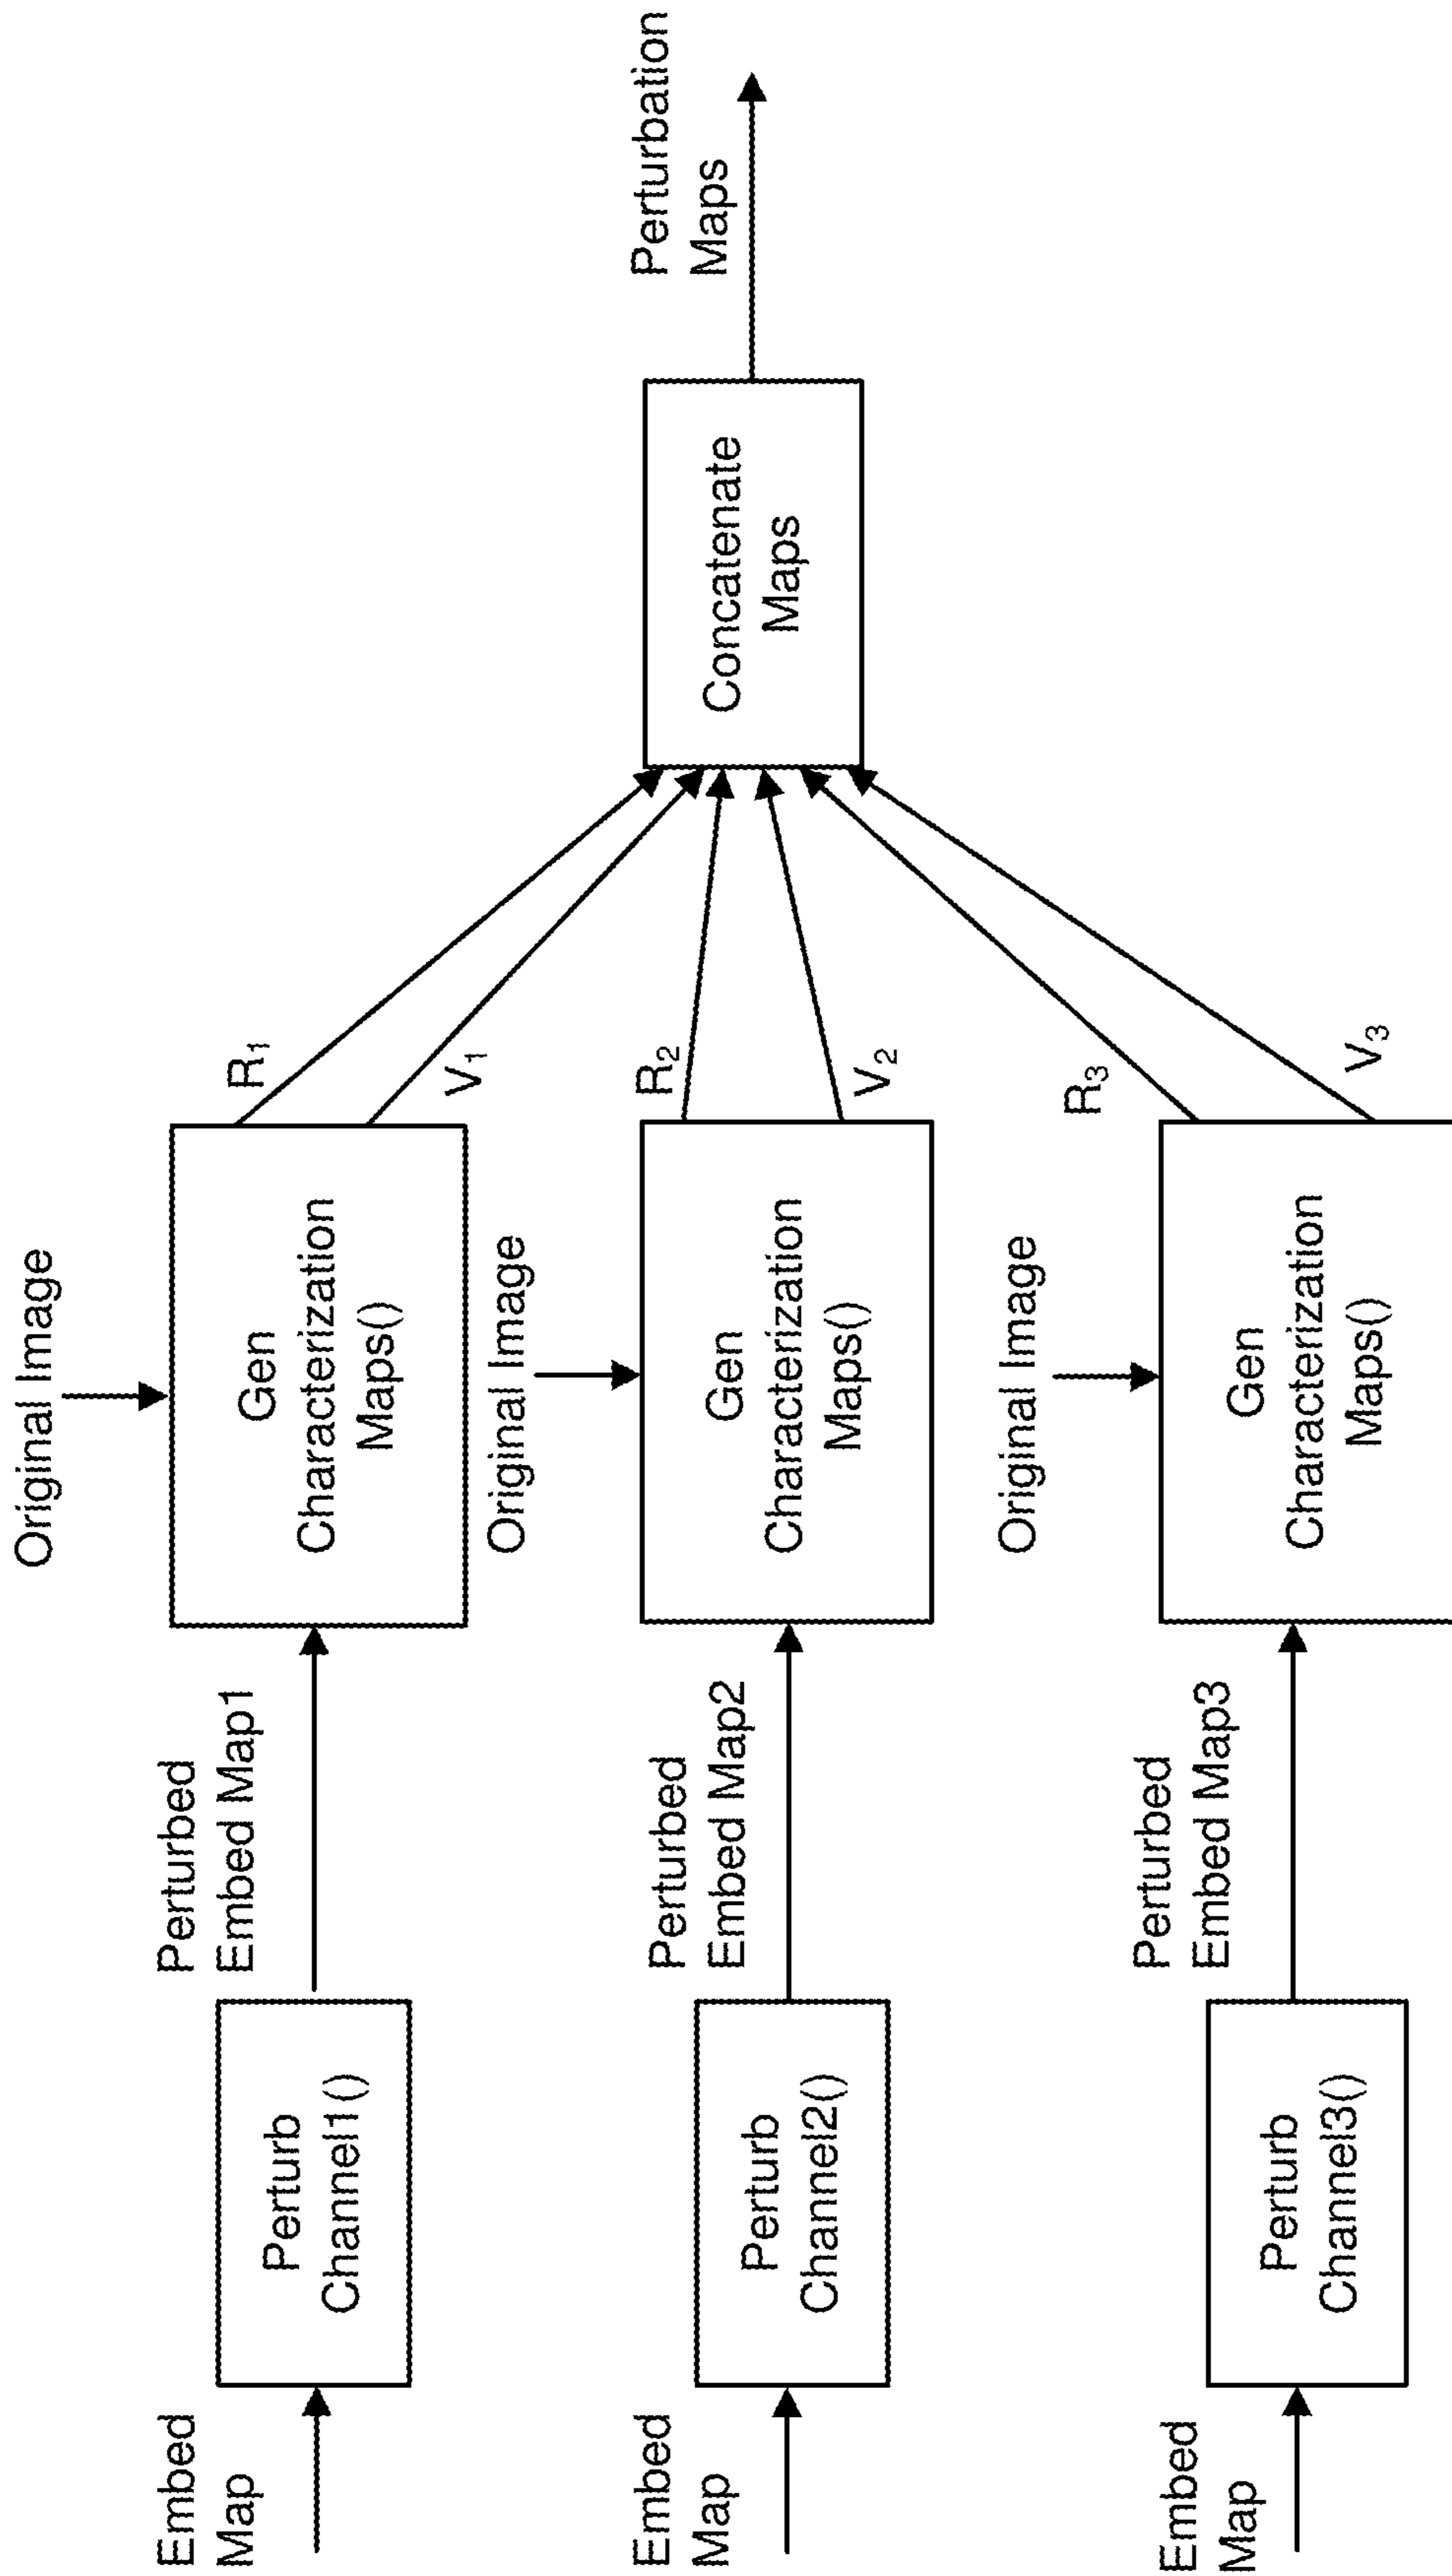 Embed
Map
Perturb
Channel1()
Perturbed
Embed Map1
Original Image
Gen
Characterization
Maps()
R1
V1
Embed
Map
Perturb
Channel2()
Perturbed
Embed Map2
Original Image
Gen
Characterization
Maps()
R2
V2
Embed
Map
Perturb
Channel3()
Perturbed
Embed Map3
Original Image
Gen
Characterization
Maps()
R3
V3
Concatenate
Maps
Perturbation
Maps